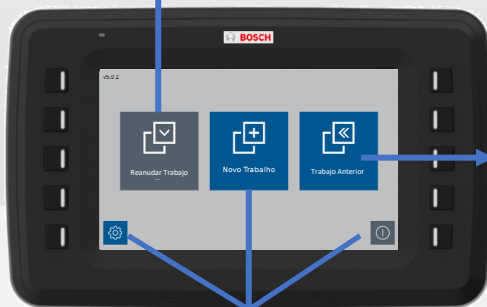 BOSCH
v5.0.2
Reanudar Trabajo
..
Novo Trabalho
Trabajo Anterior